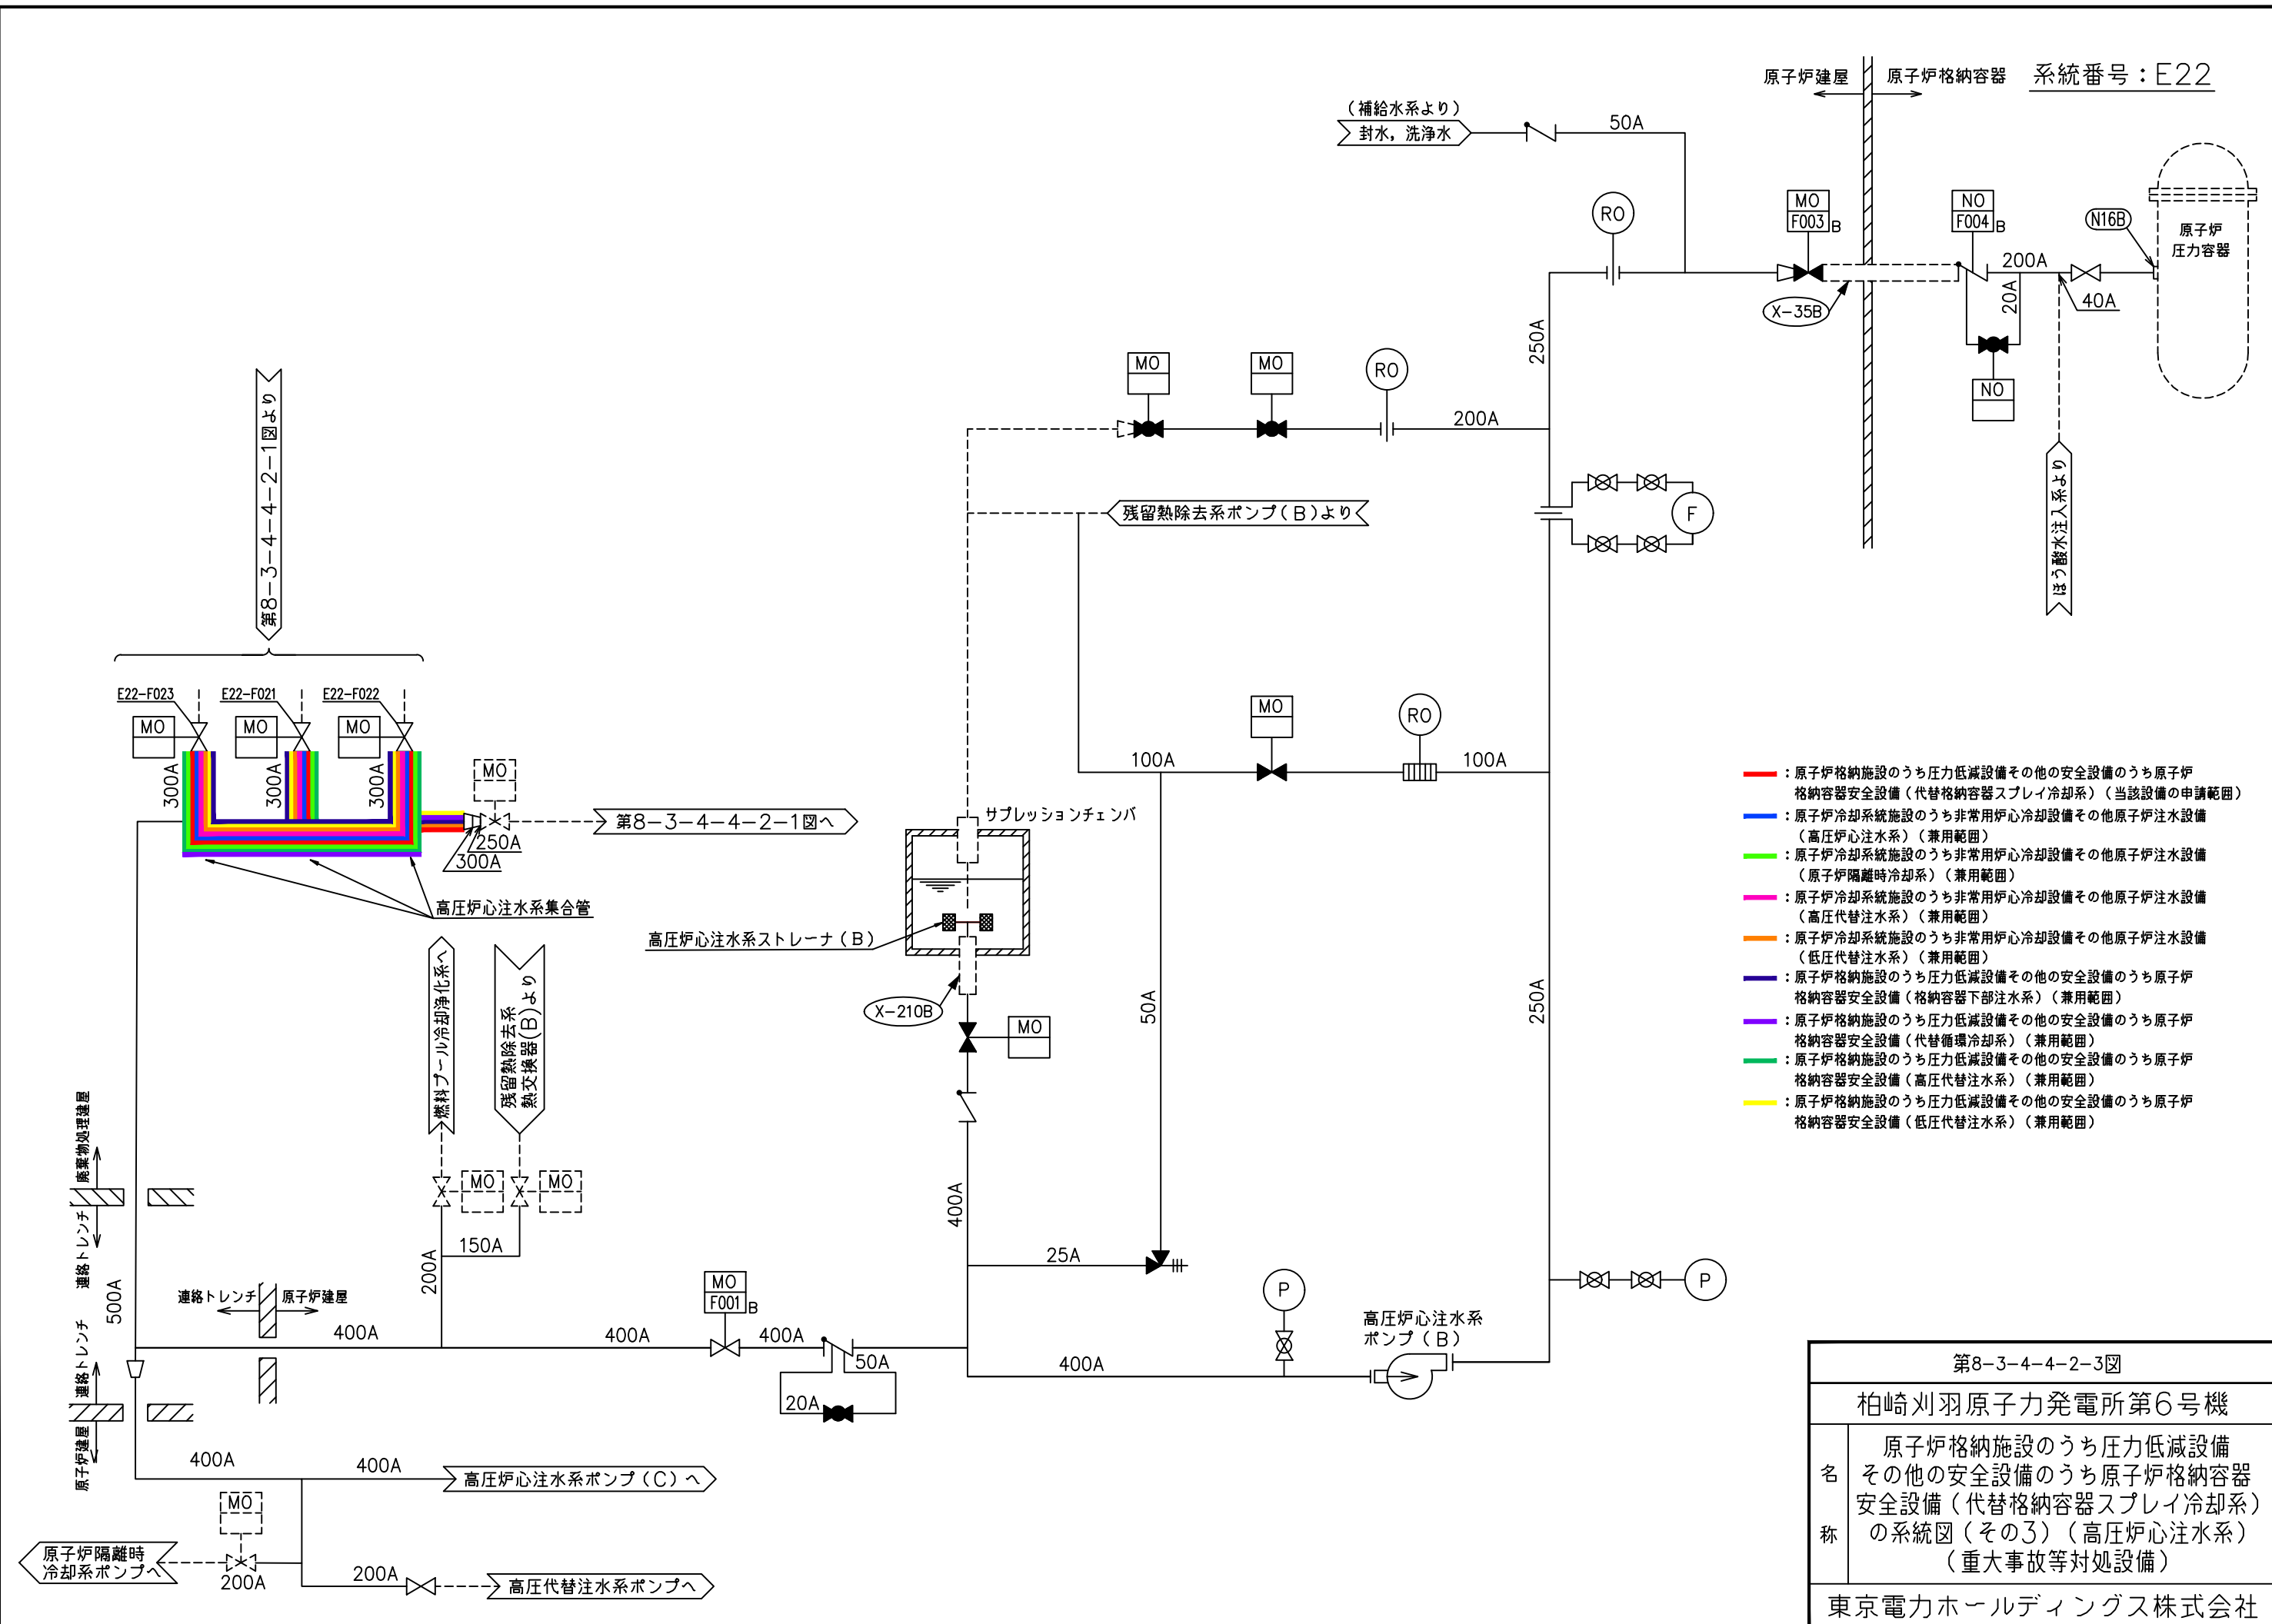 系統番号：E22
原子炉建屋
原子炉格納容器
（補給水系より）
封水，洗浄水
50A
RO
MO
F003
B
NO
F004
B
N16B
原子炉
圧力容器
200A
20A
40A
X-35B
NO
ほう酸水注入系より
250A
MO
MO
RO
200A
残留熱除去系ポンプ（B）より
F
第8-3-4-4-2-1図より
E22-F023
E22-F021
E22-F022
MO
MO
MO
300A
300A
300A
MO
250A
300A
第8-3-4-4-2-1図へ
高圧炉心注水系集合管
MO
RO
100A
100A
サプレッションチェンバ
高圧炉心注水系ストレーナ（B）
X-210B
MO
50A
250A
：原子炉格納施設のうち圧力低減設備その他の安全設備のうち原子炉
格納容器安全設備（代替格納容器スプレイ冷却系）（当該設備の申請範囲）
：原子炉冷却系統施設のうち非常用炉心冷却設備その他原子炉注水設備
（高圧炉心注水系）（兼用範囲）
：原子炉冷却系統施設のうち非常用炉心冷却設備その他原子炉注水設備
（原子炉隔離時冷却系）（兼用範囲）
：原子炉冷却系統施設のうち非常用炉心冷却設備その他原子炉注水設備
（高圧代替注水系）（兼用範囲）
：原子炉冷却系統施設のうち非常用炉心冷却設備その他原子炉注水設備
（低圧代替注水系）（兼用範囲）
：原子炉格納施設のうち圧力低減設備その他の安全設備のうち原子炉
格納容器安全設備（格納容器下部注水系）（兼用範囲）
：原子炉格納施設のうち圧力低減設備その他の安全設備のうち原子炉
格納容器安全設備（代替循環冷却系）（兼用範囲）
：原子炉格納施設のうち圧力低減設備その他の安全設備のうち原子炉
格納容器安全設備（高圧代替注水系）（兼用範囲）
：原子炉格納施設のうち圧力低減設備その他の安全設備のうち原子炉
格納容器安全設備（低圧代替注水系）（兼用範囲）
燃料プール冷却浄化系へ
残留熱除去系
熱交換器(B)より
MO
MO
150A
200A
400A
廃棄物処理建屋
連絡トレンチ
500A
連絡トレンチ
原子炉建屋
連絡トレンチ
原子炉建屋
400A
400A
MO
F001
B
400A
50A
20A
25A
P
400A
高圧炉心注水系
ポンプ（B）
P
400A
400A
高圧炉心注水系ポンプ（C）へ
MO
原子炉隔離時
冷却系ポンプへ
200A
200A
高圧代替注水系ポンプへ
第8-3-4-4-2-3図
柏崎刈羽原子力発電所第6号機
名称
原子炉格納施設のうち圧力低減設備
その他の安全設備のうち原子炉格納容器
安全設備（代替格納容器スプレイ冷却系）
の系統図（その3）（高圧炉心注水系）
（重大事故等対処設備）
東京電力ホールディングス株式会社